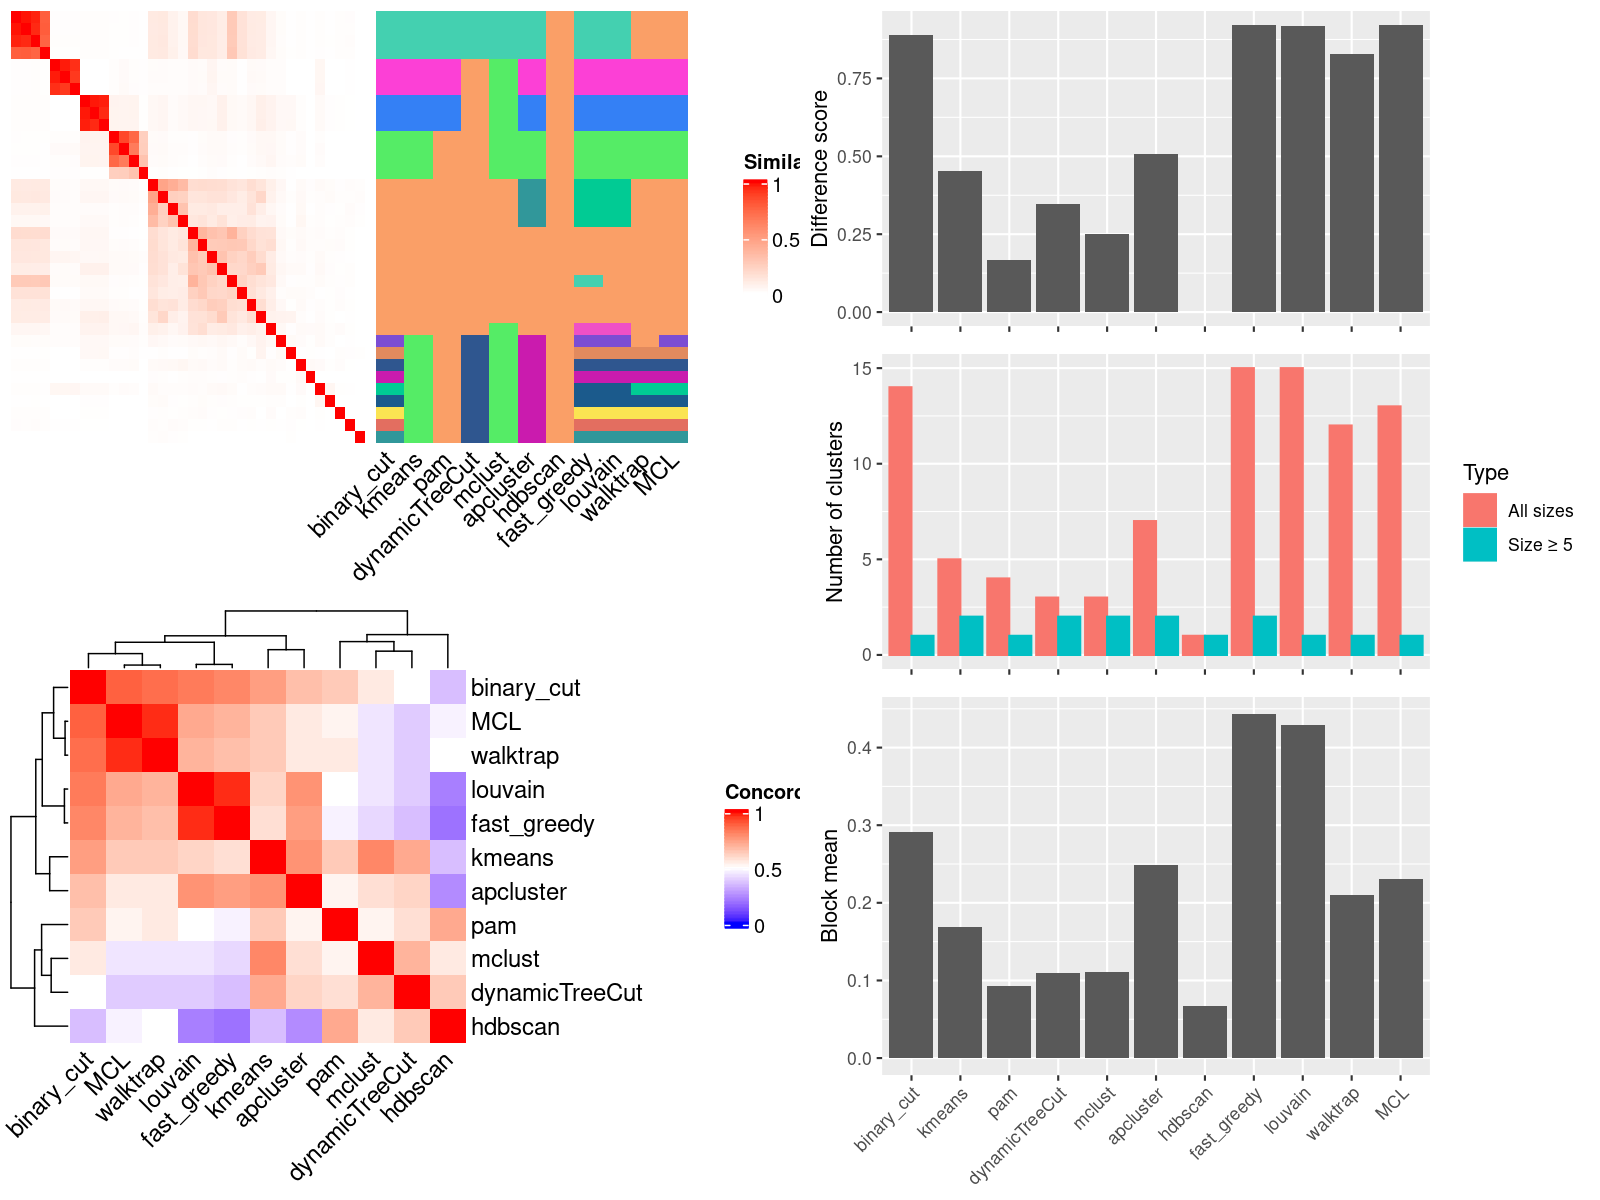 Simila
1
0.5
0
binary_cut
kmeans
pam
dynamicTreeCut
mclust
apcluster
hdbscan
fast_greedy
louvain
walktrap
MCL
binary_cut
MCL
walktrap
louvain
fast_greedy
kmeans
apcluster
pam
mclust
dynamicTreeCut
hdbscan
Concord
1
0.5
0
binary_cut
MCL
walktrap
louvain
fast_greedy
kmeans
apcluster
pam
mclust
dynamicTreeCut
hdbscan
Difference score
0.75
0.50
0.25
0.00
Number of clusters
15
10
5
0
Type
All sizes
Size ≥ 5
Block mean
0.4
0.3
0.2
0.1
0.0
binary_cut
kmeans
pam
dynamicTreeCut
mclust
apcluster
hdbscan
fast_greedy
louvain
walktrap
MCL